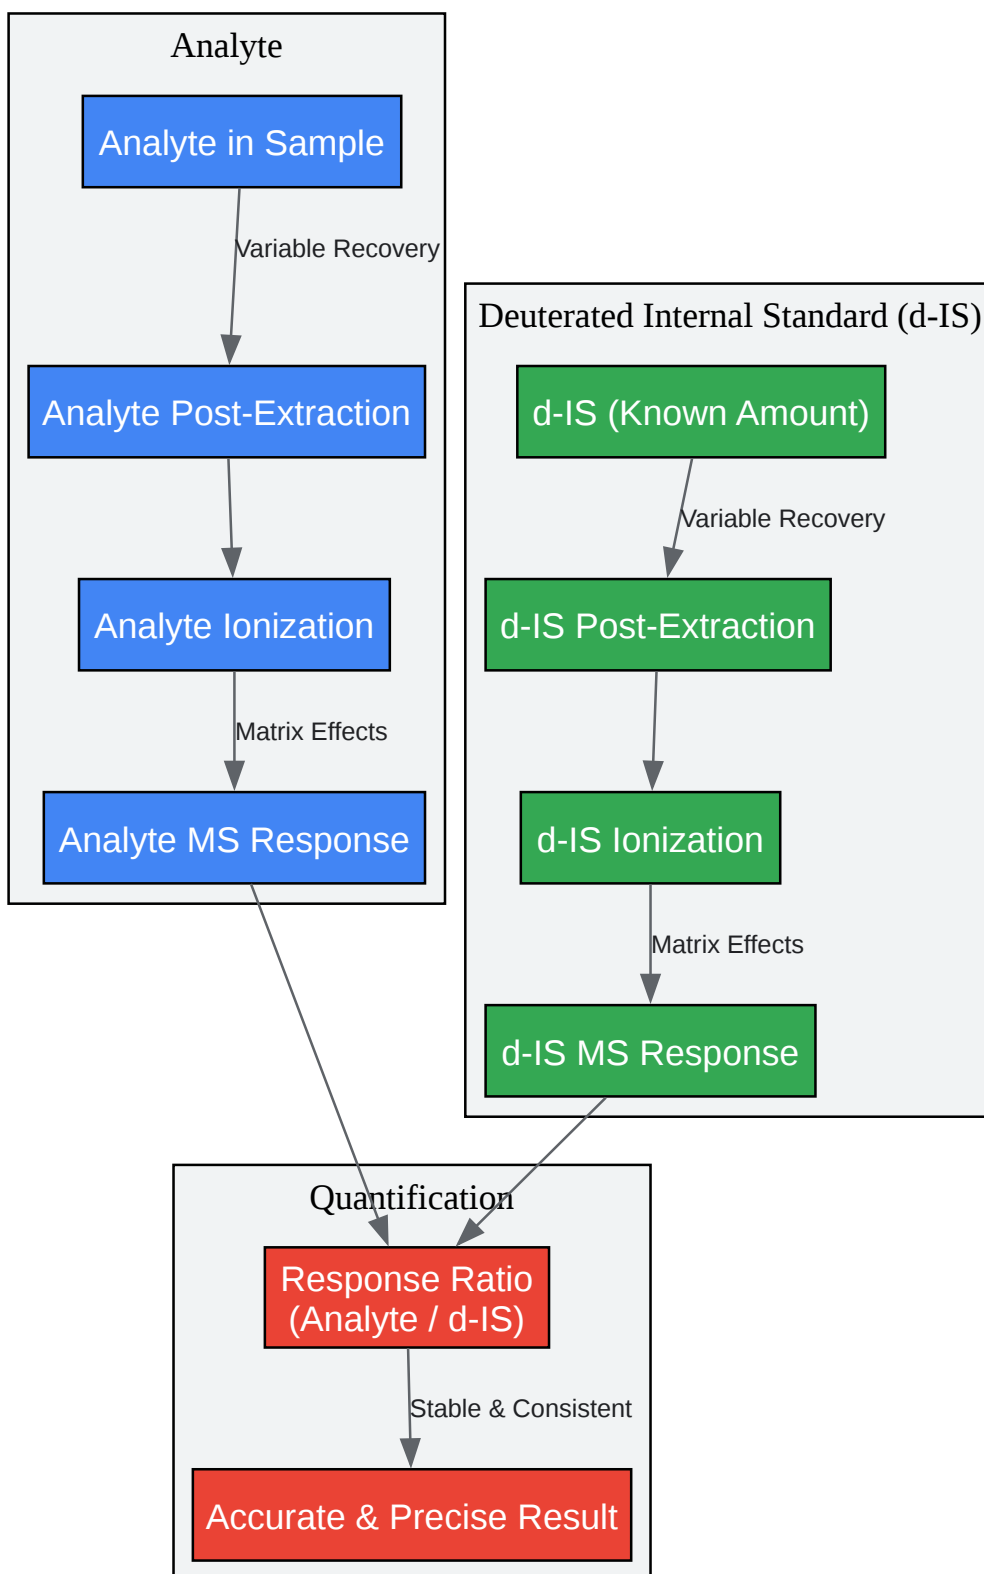 Analyte
Analyte in Sample
Variable Recovery
Analyte Post-Extraction
Analyte Ionization
Matrix Effects
Analyte MS Response
Deuterated Internal Standard (d-IS)
d-IS (Known Amount)
Variable Recovery
d-IS Post-Extraction
d-IS Ionization
Matrix Effects
d-IS MS Response
Quantification
Response Ratio
(Analyte / d-IS)
Stable & Consistent
Accurate & Precise Result